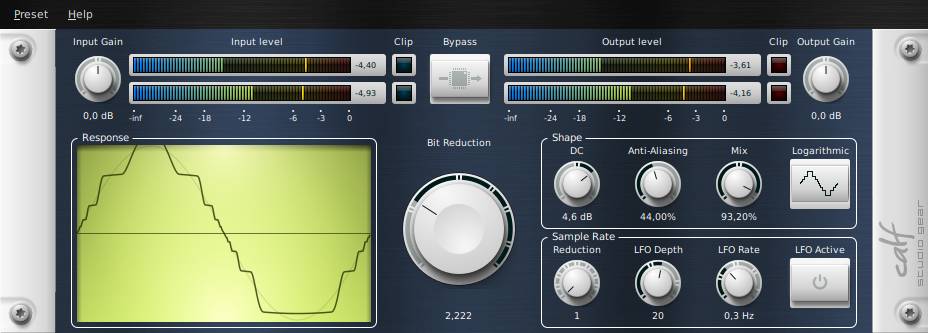 Preset Help
Input Gain Input level Clip Bypass Output level Clip Output Gain
-4,40 -3,61
-4,93 -4,16
0,0 dB -inf -24 -18 -12 -6 -3 0 -inf -24 -18 -12 -6 -3 0 0,0 dB
Response
Bit Reduction
2,222
Shape
DC Anti-Aliasing Mix Logarithmic
4,6 dB 44,00% 93,20%
Sample Rate
Reduction LFO Depth LFO Rate LFO Active
1 20 0,3 Hz
calf
studio gear